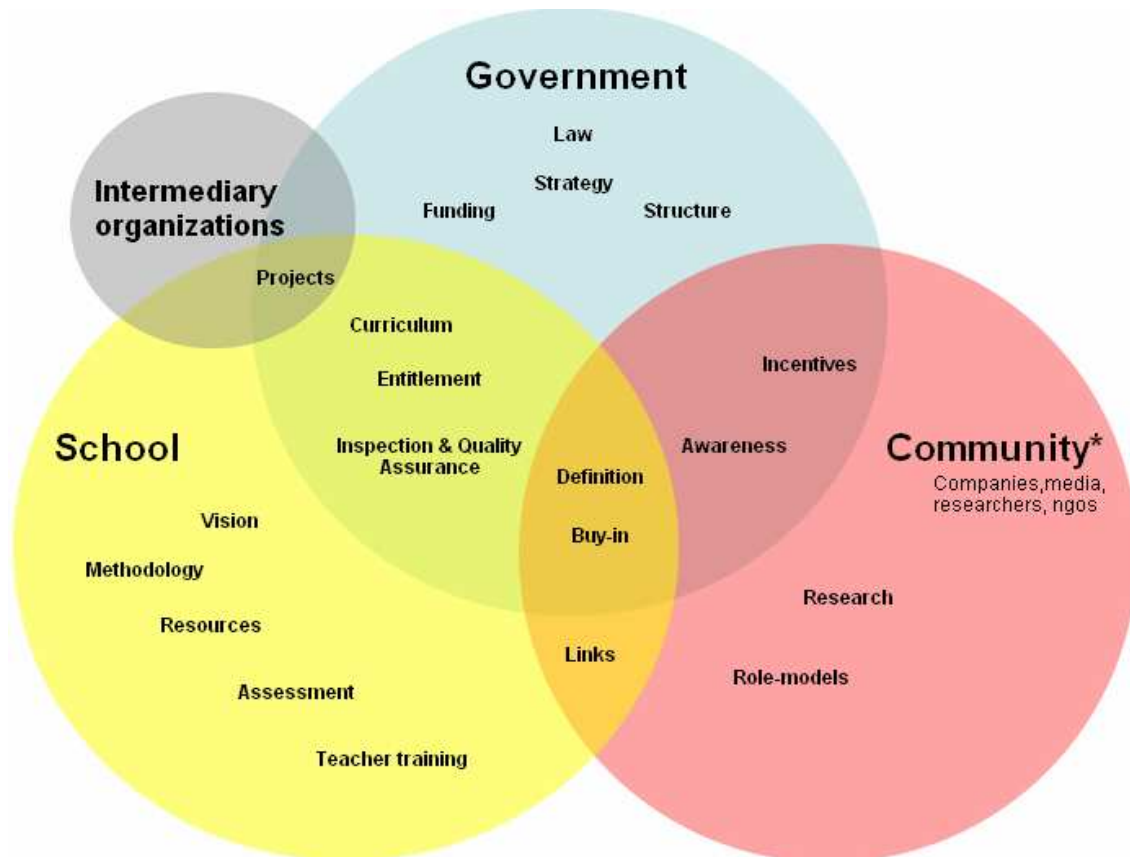 Government
Law
Strategy
Funding
Structure
Intermediary
organizations
Projects
Curriculum
Entitlement
Inspection & Quality
Assurance
School
Vision
Methodology
Resources
Assessment
Teacher training
Definition
Buy-in
Links
Incentives
Awareness
Community*
Companies,media,
researchers, ngos
Research
Role-models